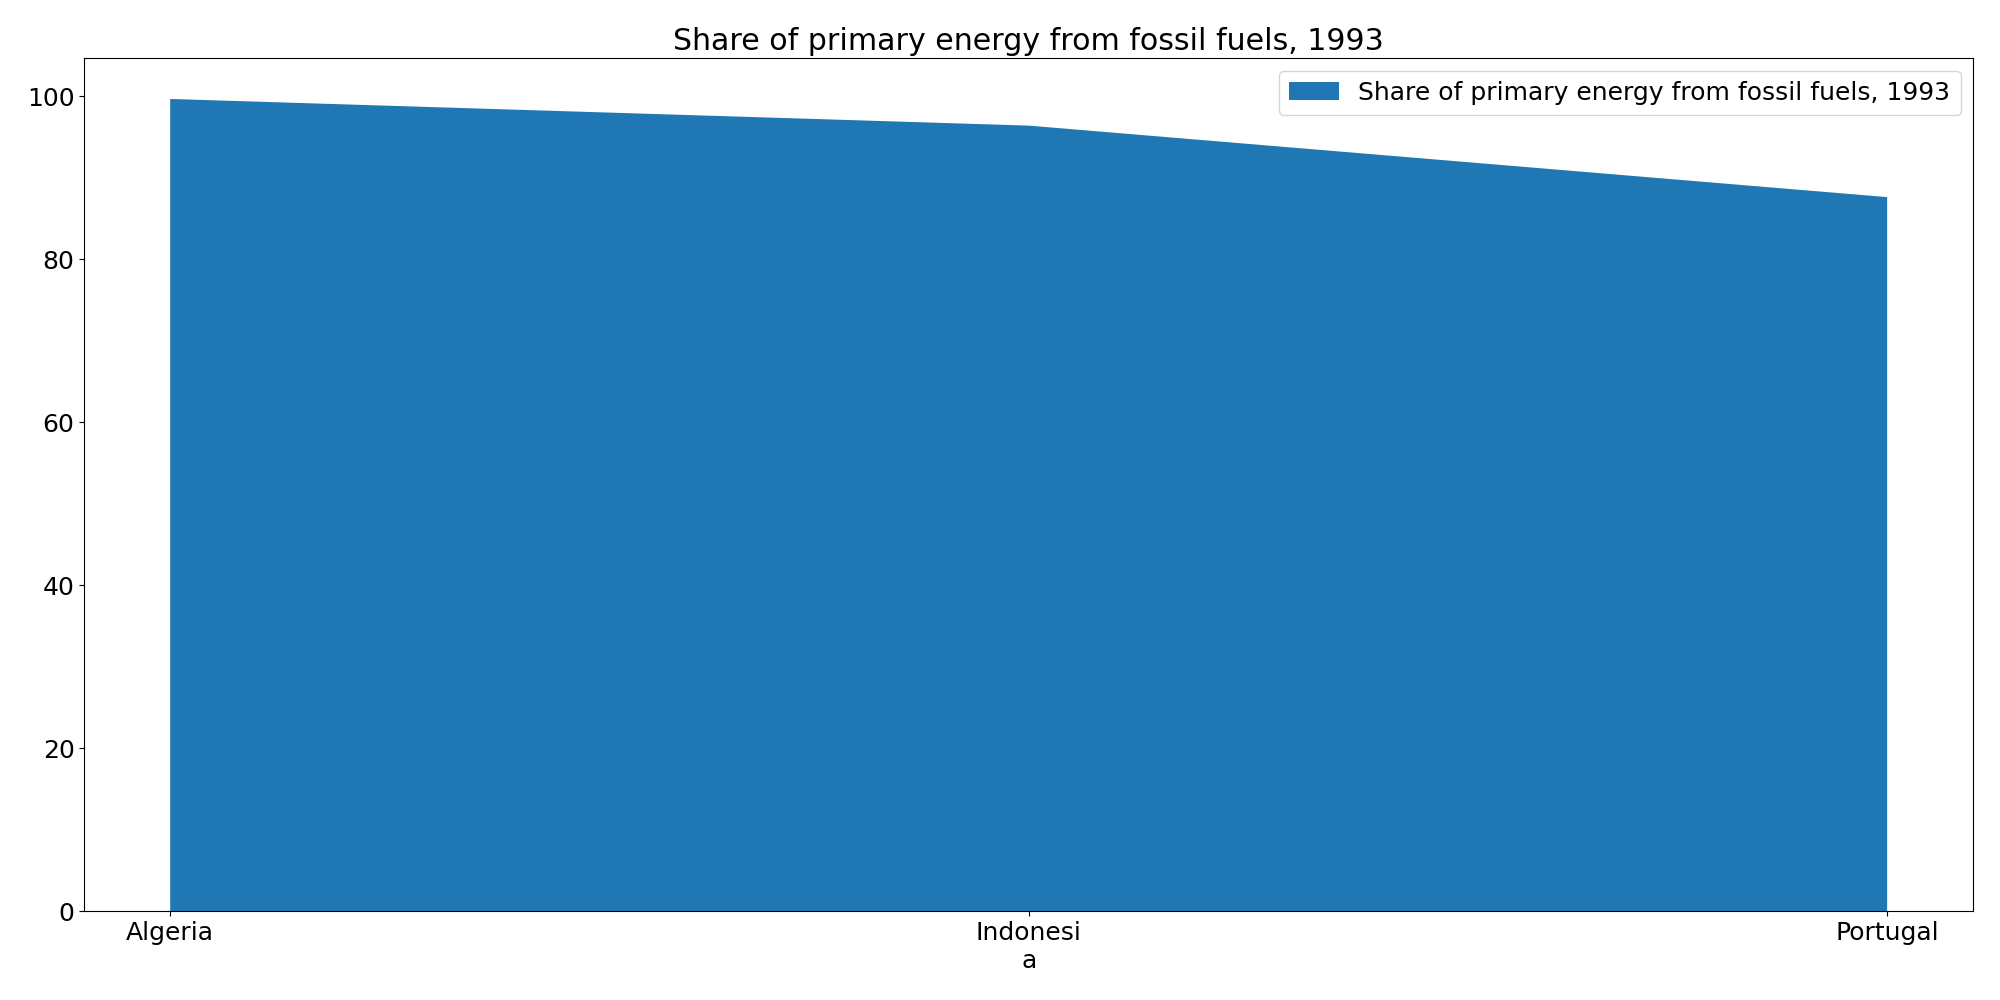 Share of primary energy from fossil fuels, 1993
Share of primary energy from fossil fuels, 1993
100
80
60
40
20
0
Algeria
Indonesi
a
Portugal